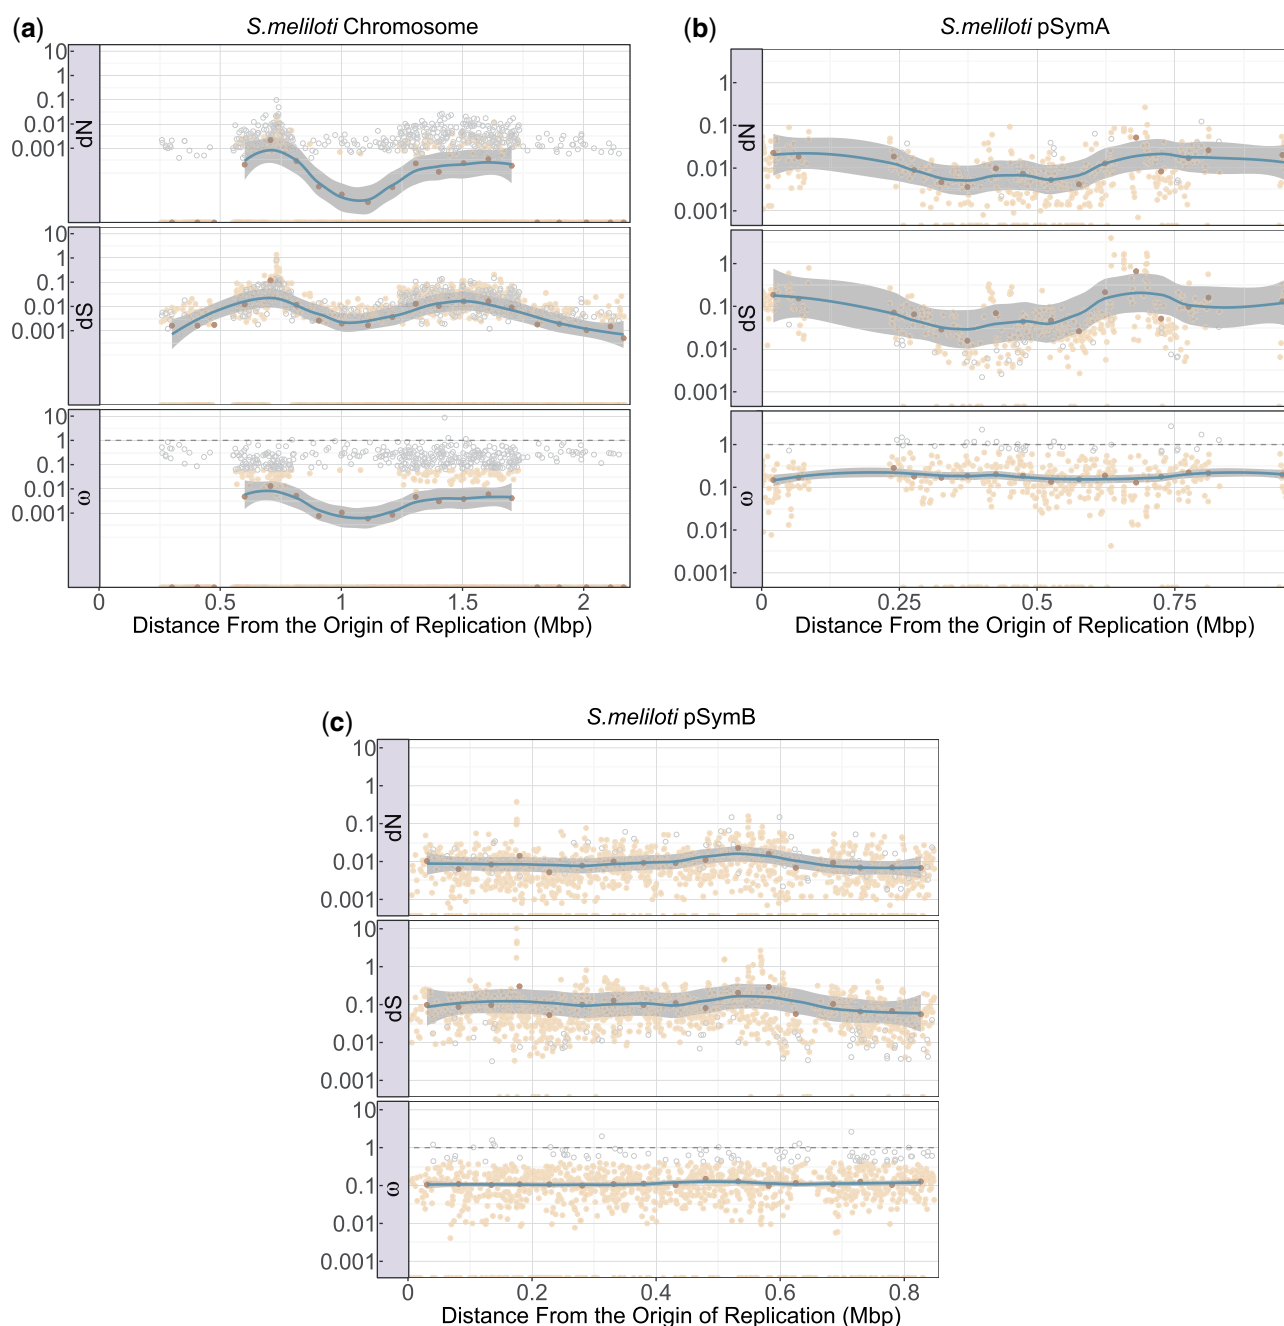 (a)
S.meliloti Chromosome
10
1
0.1
0.01
0.001
dN
10
1
0.1
0.01
0.001
dS
10
1
0.1
0.01
0.001
ω
0 0.5 1 1.5 2
Distance From the Origin of Replication (Mbp)
(b)
S.meliloti pSymA
1
0.1
0.01
0.001
dN
1
0.1
0.01
0.001
dS
1
0.1
0.01
0.001
ω
0 0.25 0.5 0.75
Distance From the Origin of Replication (Mbp)
(c)
S.meliloti pSymB
10
1
0.1
0.01
0.001
dN
10
1
0.1
0.01
0.001
dS
10
1
0.1
0.01
0.001
ω
0 0.2 0.4 0.6 0.8
Distance From the Origin of Replication (Mbp)